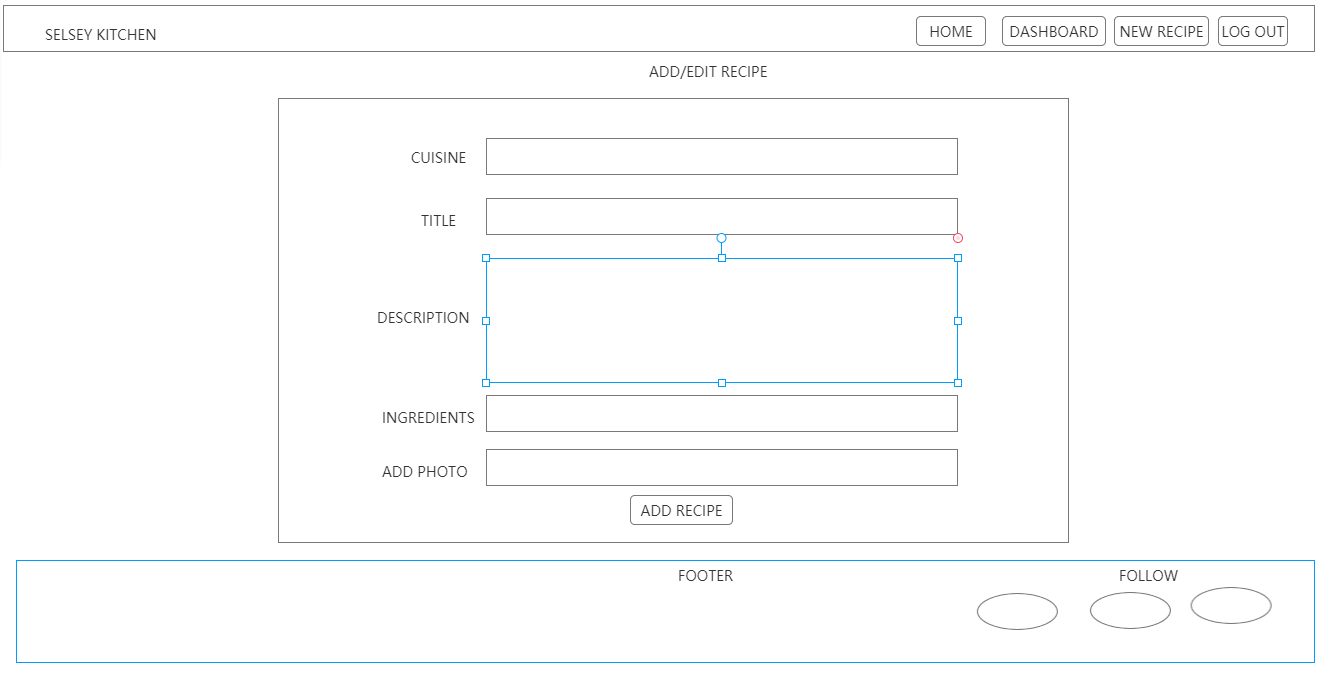 SELSEY KITCHEN
HOME
DASHBOARD
NEW RECIPE
LOG OUT
ADD/EDIT RECIPE
CUISINE
TITLE
DESCRIPTION
INGREDIENTS
ADD PHOTO
ADD RECIPE
FOOTER
FOLLOW